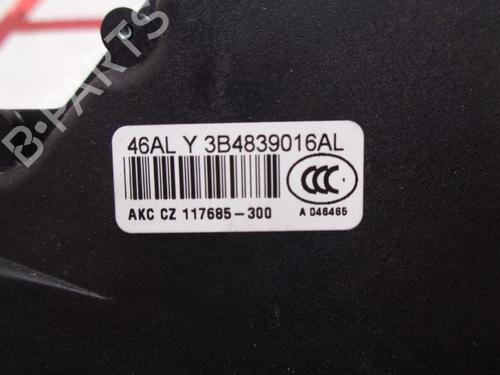 B-PARTS
46AL Y 3B4839016AL
CCC
AKC CZ 117685-300
A 046465